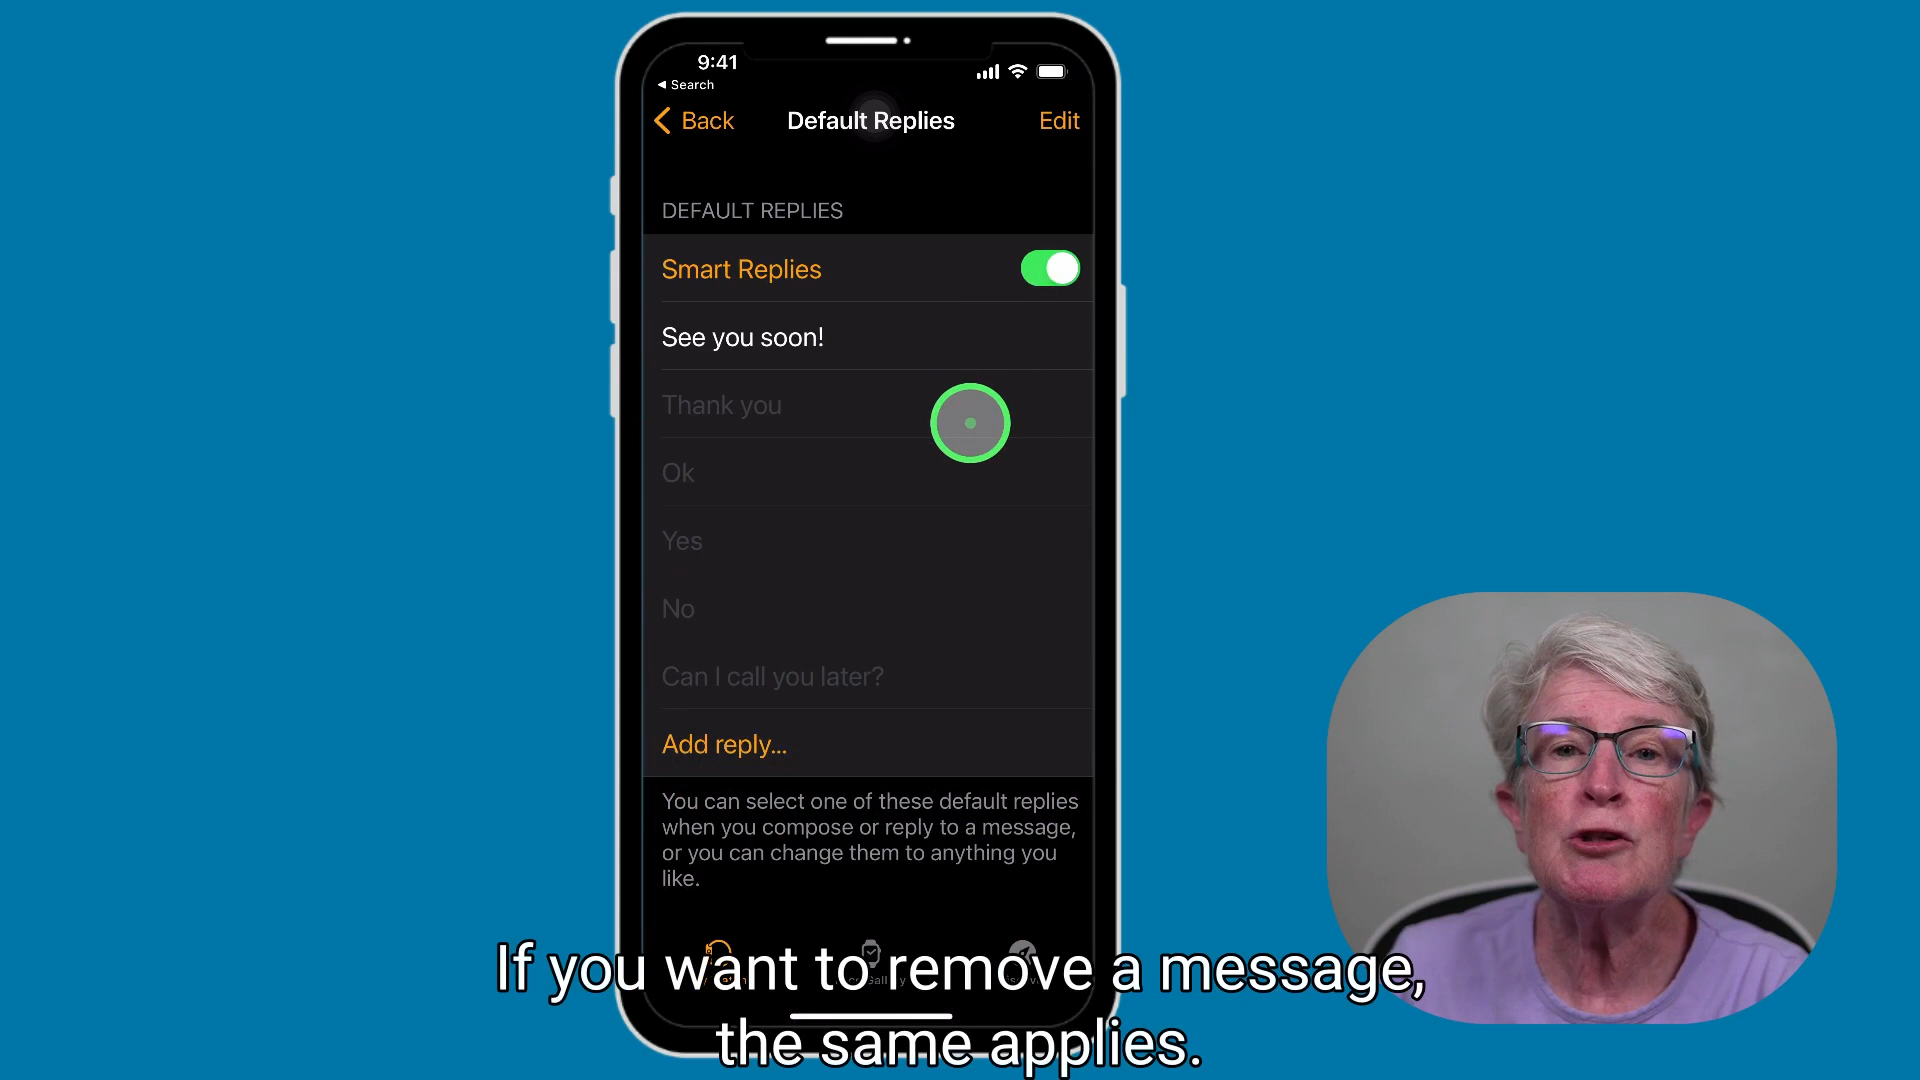 9:41
Search
Back
Default Replies
Edit
DEFAULT REPLIES
Smart Replies
See you soon!
Thank you
Ok
Yes
No
Can I call you later?
Add reply...
You can select one of these default replies
when you compose or reply to a message,
or you can change them to anything you
like.
If you want to remove a message,
the same applies.